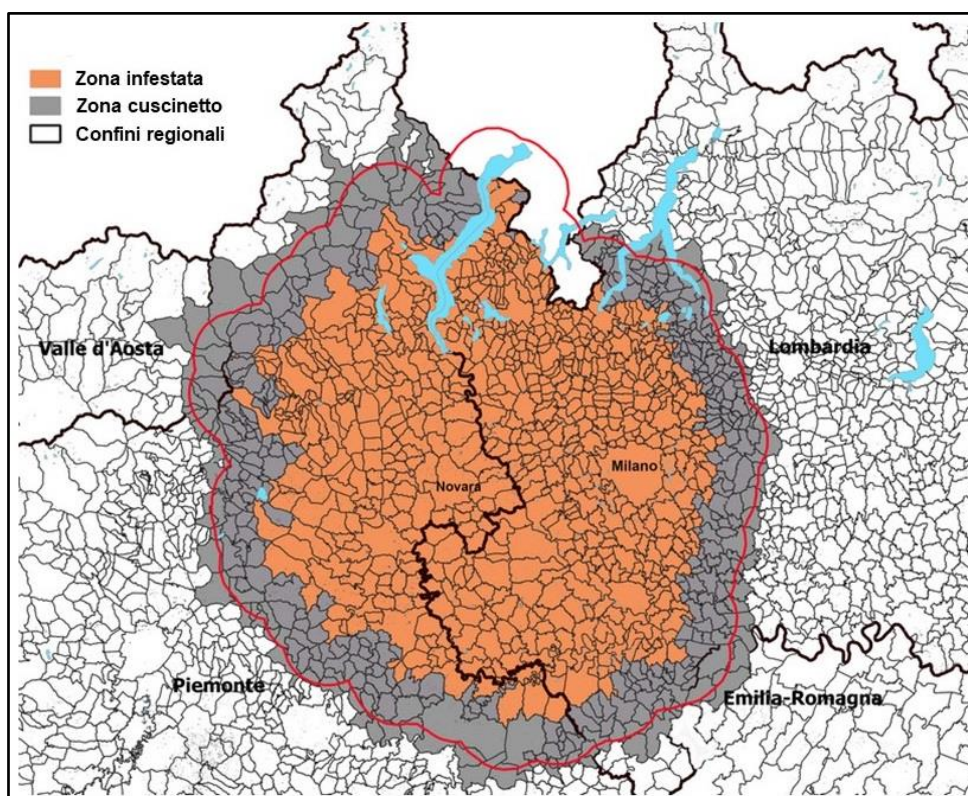 Zona infestata
Zona cuscinetto
Confini regionali
Valle d'Aosta
Lombardia
Milano
Novara
Piemonte
Emilia-Romagna